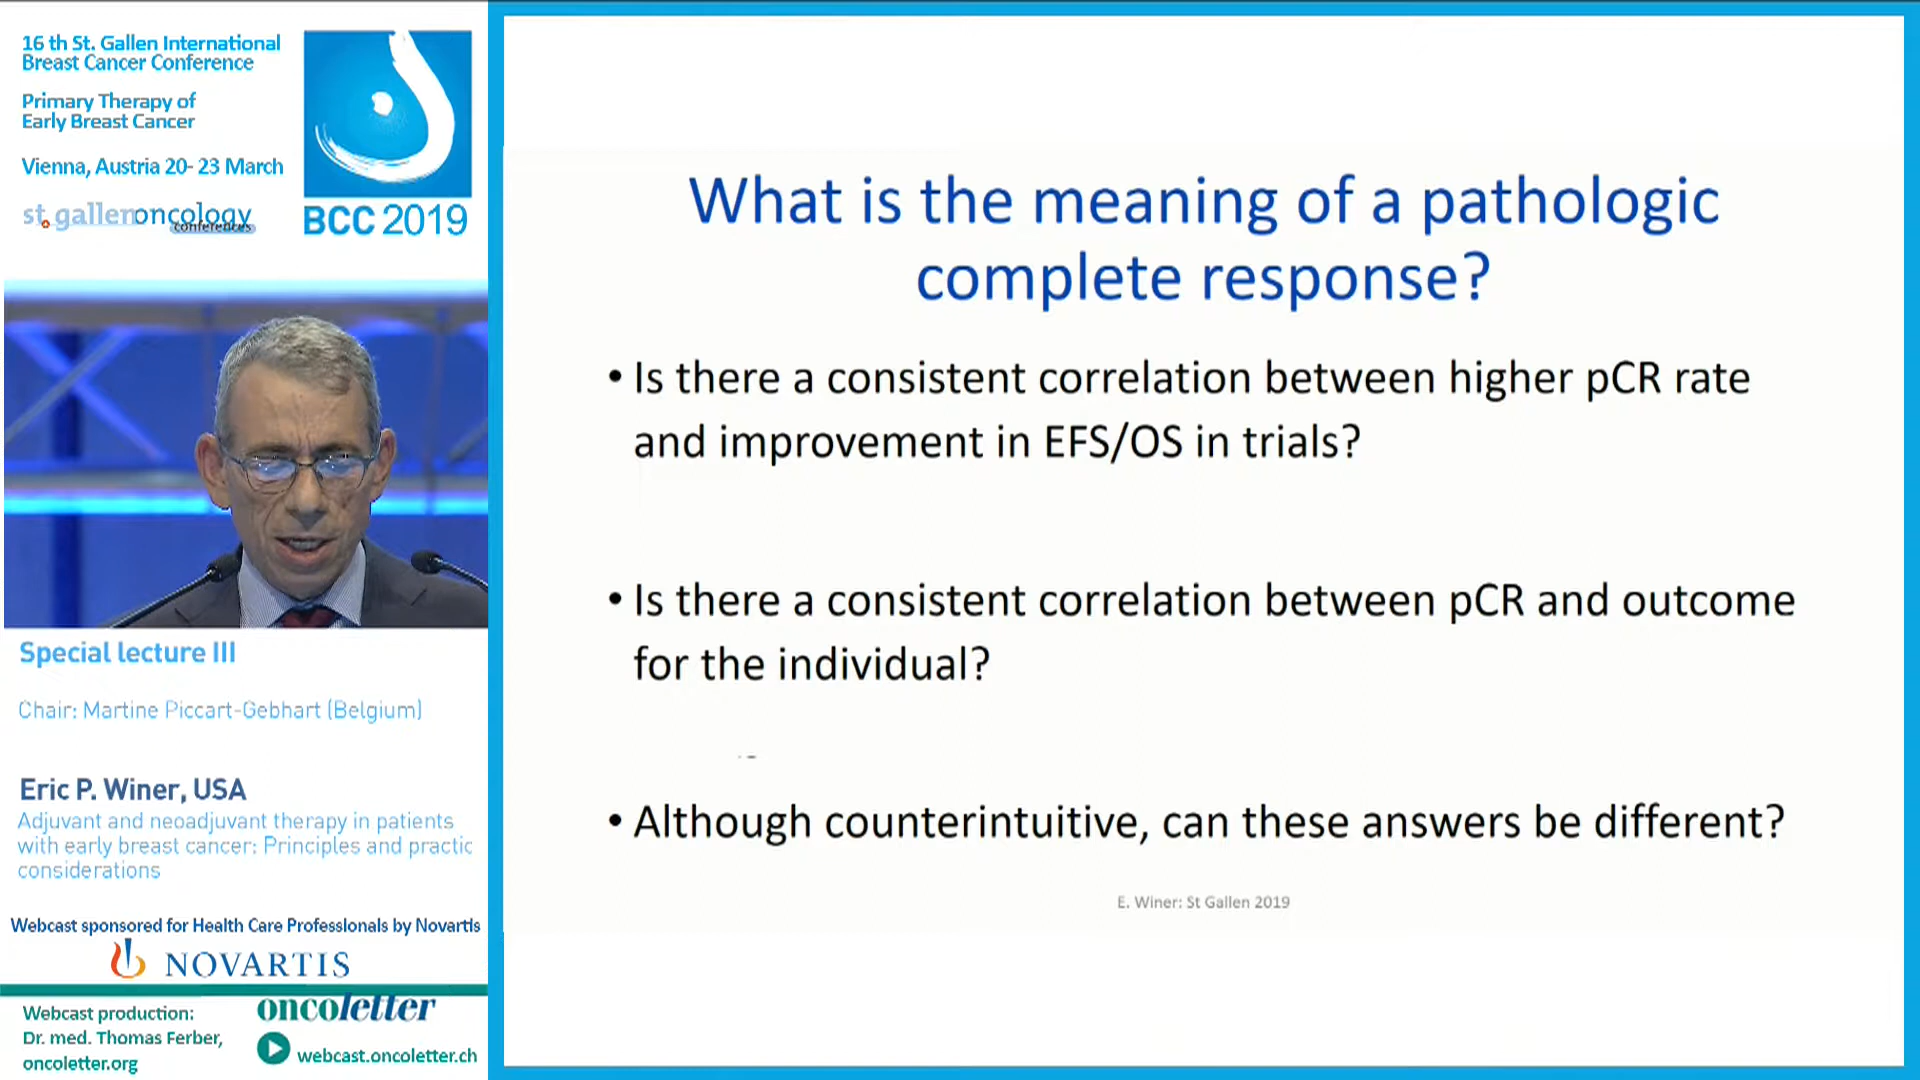 16 th St. Gallen International
Breast Cancer Conference
Primary Therapy of
Early Breast Cancer
Vienna, Austria 20- 23 March
st.gallenoncology
conferences
BCC 2019
Special lecture III
Chair: Martine Piccart-Gebhart (Belgium)
Eric P. Winer, USA
Adjuvant and neoadjuvant therapy in patients
with early breast cancer: Principles and practic
considerations
Webcast sponsored for Health Care Professionals by Novartis
NOVARTIS
Webcast production:
Dr. med. Thomas Ferber,
oncoletter.org
oncoletter
webcast.oncoletter.ch
What is the meaning of a pathologic
complete response?
• Is there a consistent correlation between higher pCR rate
and improvement in EFS/OS in trials?
• Is there a consistent correlation between pCR and outcome
for the individual?
• Although counterintuitive, can these answers be different?
E. Winer: St Gallen 2019